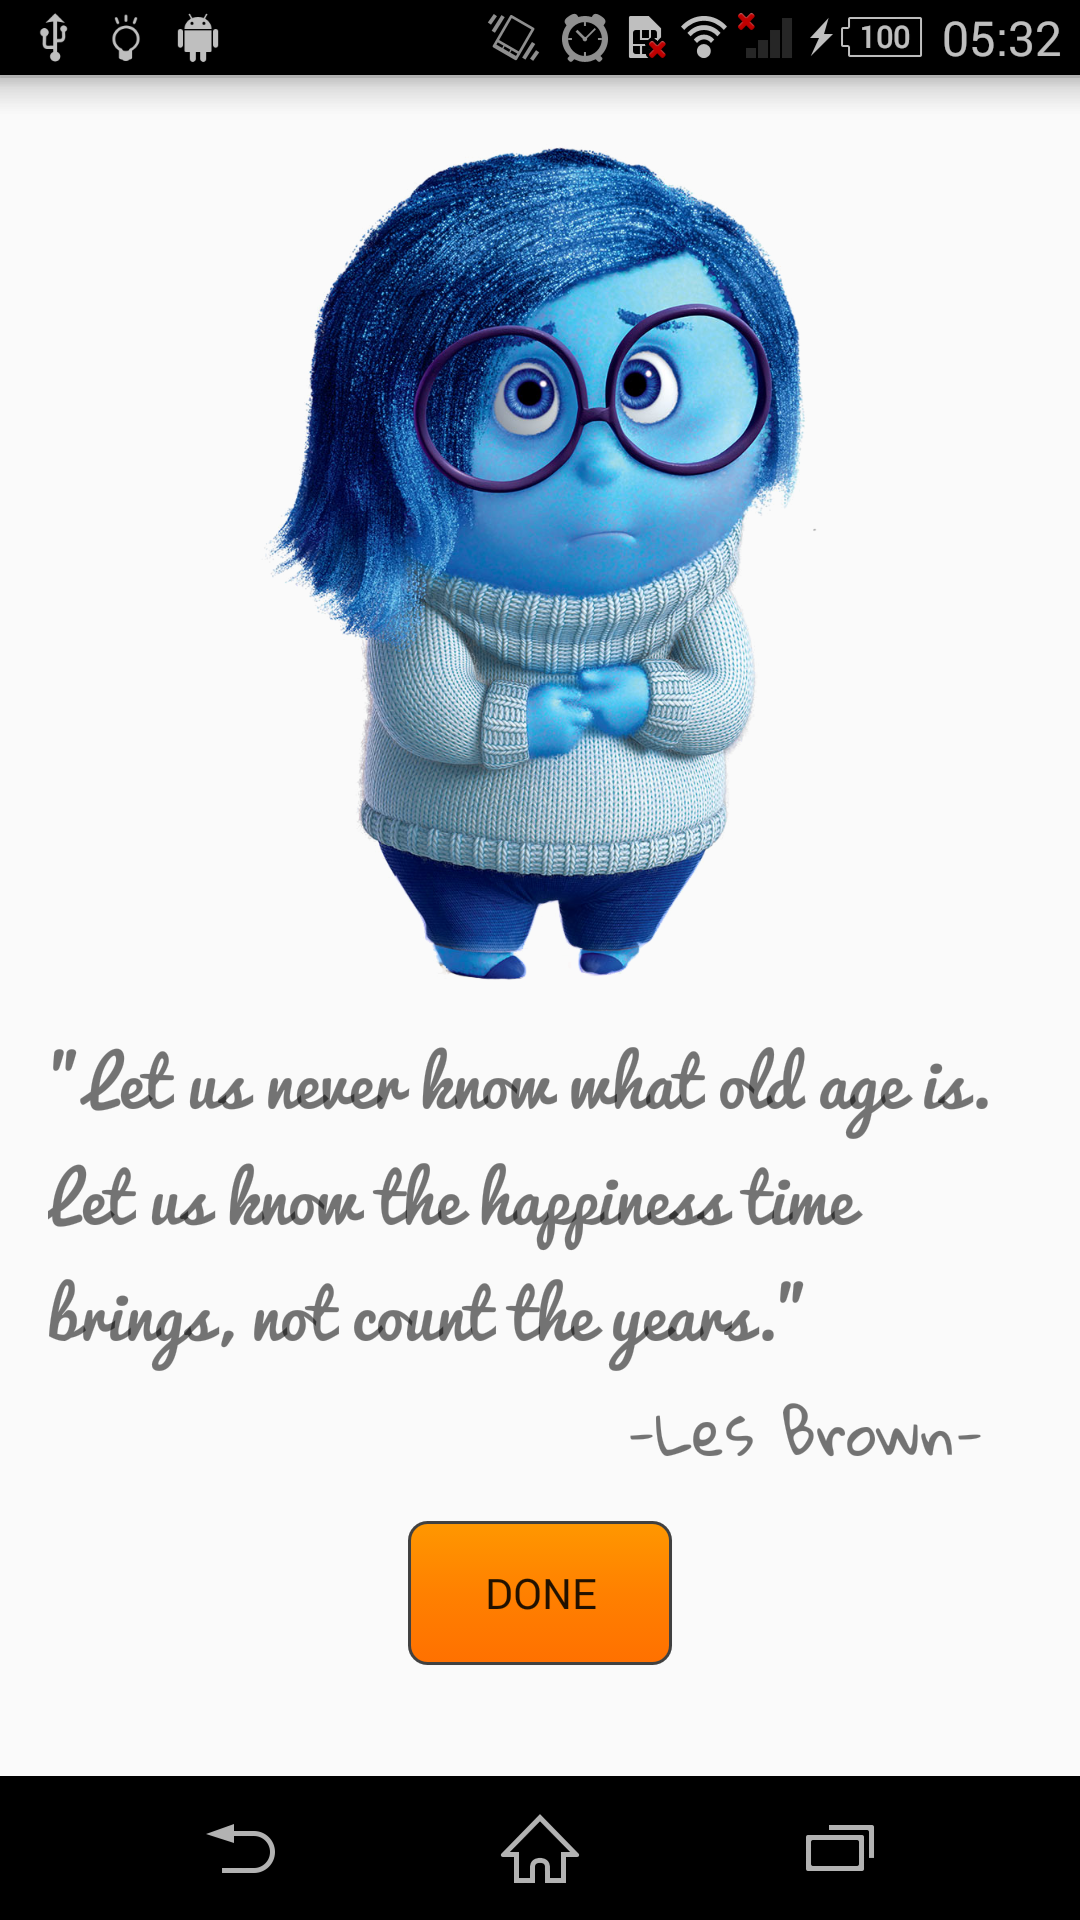 100 05:32
"Let us never know what old age is.
Let us know the happiness time
brings, not count the years."
-Les Brown-
DONE